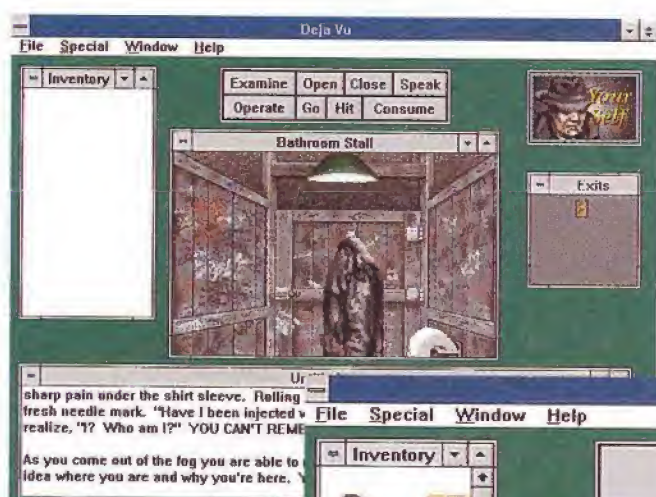 Deja Vu
File Special Window Help
Inventory
Examine Open Close Speak
Operate Go Hit Consume
Your
Self
Bathroom Stall
Exits
sharp pain under the shirt sleeve. Rolling
fresh needle mark. "Have I been injected
realize, "I? Who am I?" YOU CAN'T
As you come out of the fog you are able to
idea where you are and why you're here.
File Special Window Help
Inventory